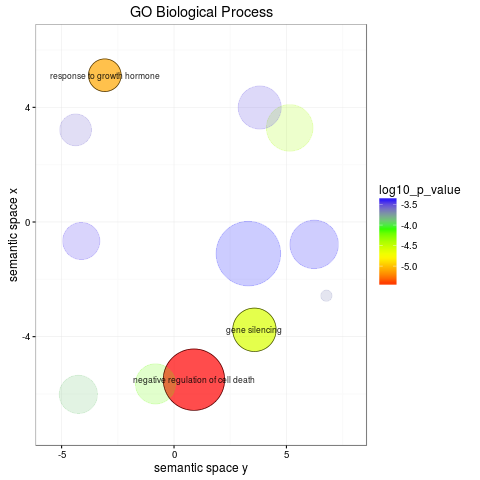 GO Biological Process
response to growth hormone
4
0
-4
semantic space x
gene silencing
negative regulation of cell death
-5
0
5
semantic space y
log10_p_value
-3.5
-4.0
-4.5
-5.0